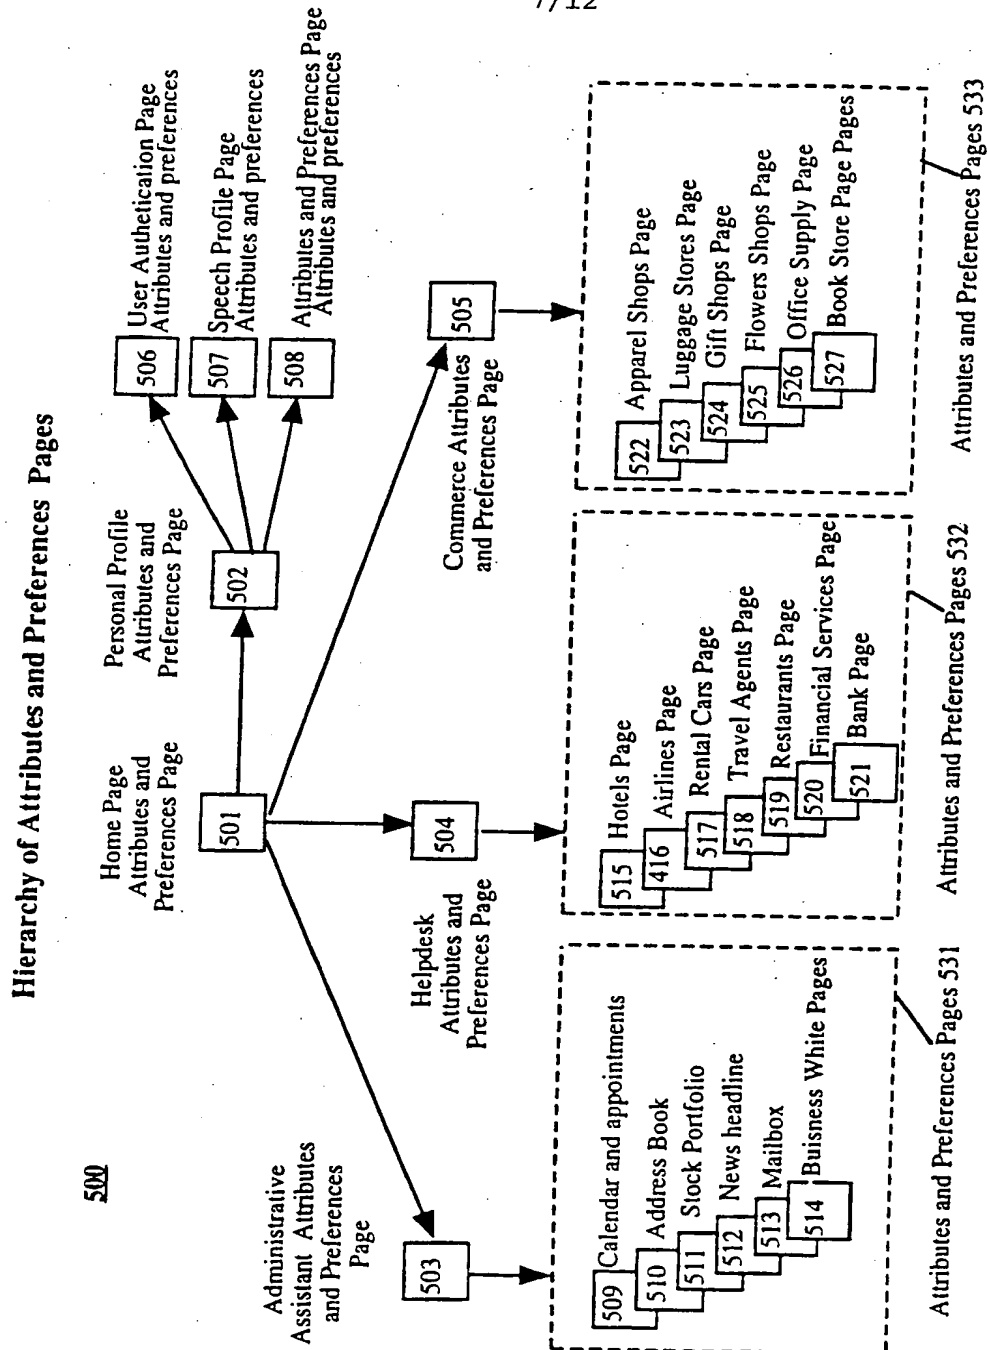 7/12
Hierarchy of Attributes and Preferences Pages
500
Home Page
Attributes and
Preferences Page
501
Personal Profile
Attributes and
Preferences Page
502
506
User Authetication Page
Attributes and preferences
507
Speech Profile Page
Attributes and preferences
508
Attributes and Preferences Page
Attributes and preferences
Administrative
Assistant Attributes
and Preferences
Page
503
Helpdesk
Attributes and
Preferences Page
504
Commerce Attributes
and Preferences Page
505
509 Calendar and appointments
510 Address Book
511 Stock Portfolio
512 News headline
513 Mailbox
514 Buisness White Pages
Attributes and Preferences Pages 531
515 Hotels Page
416 Airlines Page
517 Rental Cars Page
518 Travel Agents Page
519 Restaurants Page
520 Financial Services Page
521 Bank Page
Attributes and Preferences Pages 532
522 Apparel Shops Page
523 Luggage Stores Page
524 Gift Shops Page
525 Flowers Shops Page
526 Office Supply Page
527 Book Store Page Pages
Attributes and Preferences Pages 533